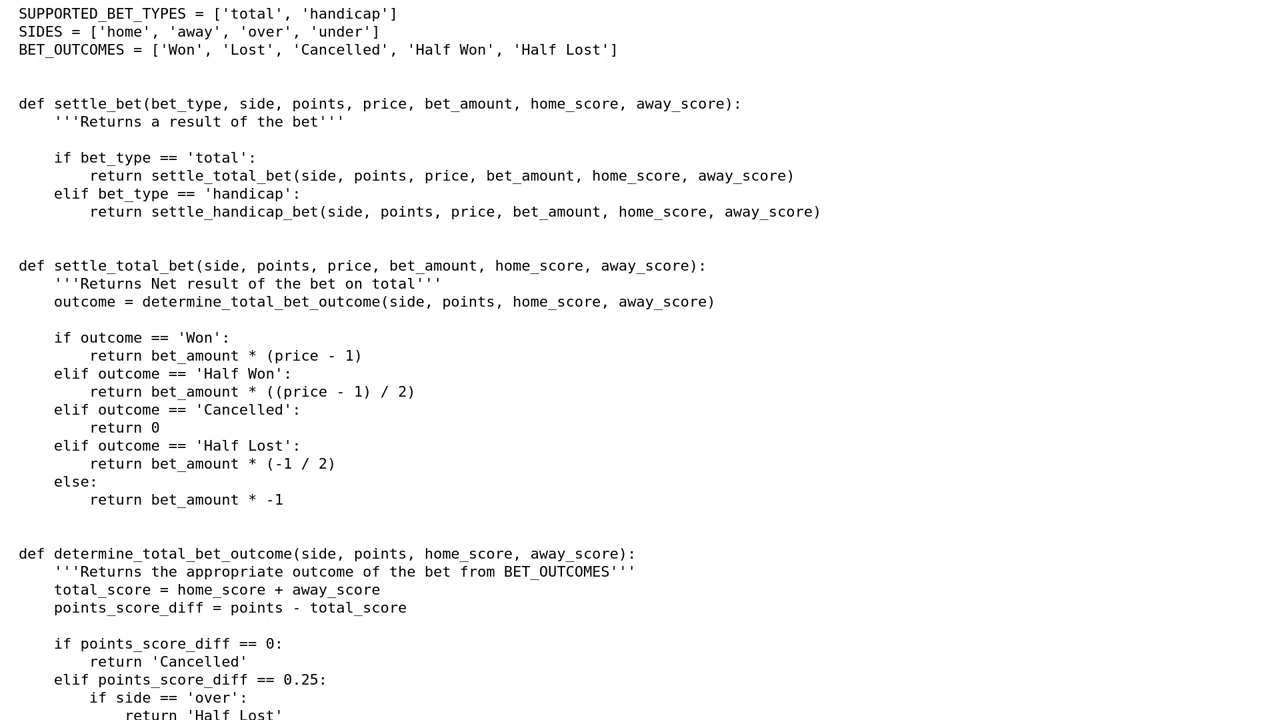 SUPPORTED_BET_TYPES = ['total', 'handicap']
SIDES = ['home', 'away', 'over', 'under']
BET_OUTCOMES = ['Won', 'Lost', 'Cancelled', 'Half Won', 'Half Lost']


def settle_bet(bet_type, side, points, price, bet_amount, home_score, away_score):
    '''Returns a result of the bet'''

    if bet_type == 'total':
        return settle_total_bet(side, points, price, bet_amount, home_score, away_score)
    elif bet_type == 'handicap':
        return settle_handicap_bet(side, points, price, bet_amount, home_score, away_score)


def settle_total_bet(side, points, price, bet_amount, home_score, away_score):
    '''Returns Net result of the bet on total'''
    outcome = determine_total_bet_outcome(side, points, home_score, away_score)

    if outcome == 'Won':
        return bet_amount * (price - 1)
    elif outcome == 'Half Won':
        return bet_amount * ((price - 1) / 2)
    elif outcome == 'Cancelled':
        return 0
    elif outcome == 'Half Lost':
        return bet_amount * (-1 / 2)
    else:
        return bet_amount * -1


def determine_total_bet_outcome(side, points, home_score, away_score):
    '''Returns the appropriate outcome of the bet from BET_OUTCOMES'''
    total_score = home_score + away_score
    points_score_diff = points - total_score

    if points_score_diff == 0:
        return 'Cancelled'
    elif points_score_diff == 0.25:
        if side == 'over':
            return 'Half Lost'